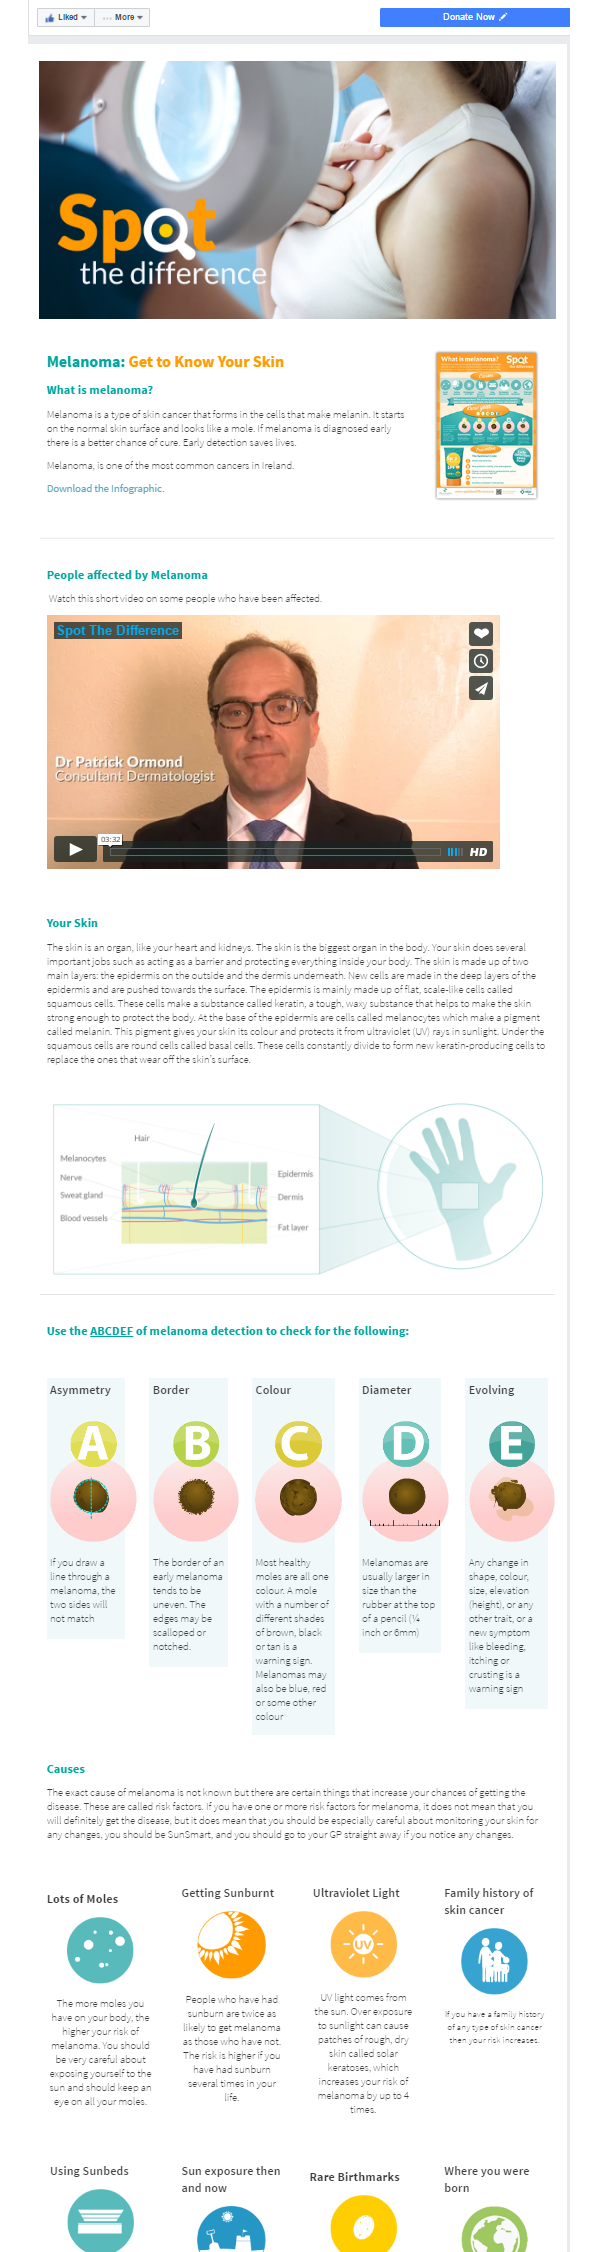 Liked
More
Donate Now
Spot
the difference
Melanoma: Get to Know Your Skin
What is melanoma?
Melanoma is a type of skin cancer that forms in the cells that make melanin. It starts
on the normal skin surface and looks like a mole. If melanoma is diagnosed early
there is a better chance of cure. Early detection saves lives.
Melanoma, is one of the most common cancers in Ireland.
Download the Infographic.
What is melanoma?
Spot
People affected by Melanoma
Watch this short video on some people who have been affected.
Spot The Difference
Dr Patrick Ormond
Consultant Dermatologist
03:32
HD
Your Skin
The skin is an organ, like your heart and kidneys. The skin is the biggest organ in the body. Your skin does several
important jobs such as acting as a barrier and protecting everything inside your body. The skin is made up of two
main layers: the epidermis on the outside and the dermis underneath. New cells are made in the deep layers of the
epidermis and are pushed towards the surface. The epidermis is mainly made up of flat, scale-like cells called
squamous cells. These cells make a substance called keratin, a tough, waxy substance that helps to make the skin
strong enough to protect the body. At the base of the epidermis are cells called melanocytes which make a pigment
called melanin. This pigment gives your skin its colour and protects it from ultraviolet (UV) rays in sunlight. Under the
squamous cells are round cells called basal cells. These cells constantly divide to form new keratin-producing cells to
replace the ones that wear off the skin's surface.
Hair
Melanocytes
Nerve
Sweat gland
Blood vessels
Epidermis
Dermis
Fat layer
Use the ABCDEF of melanoma detection to check for the following:
Asymmetry
A
If you draw a
line through a
melanoma, the
two sides will
not match
Border
B
The border of an
early melanoma
tends to be
uneven. The
edges may be
scalloped or
notched.
Colour
C
Most healthy
moles are all one
colour. A mole
with a number of
different shades
of brown, black
or tan is a
warning sign.
Melanomas may
also be blue, red
or some other
colour
Diameter
D
Melanomas are
usually larger in
size than the
rubber at the top
of a pencil (¼
inch or 6mm)
Evolving
E
Any change in
shape, colour,
size, elevation
(height), or any
other trait, or a
new symptom
like bleeding,
itching or
crusting is a
warning sign
Causes
The exact cause of melanoma is not known but there are certain things that increase your chances of getting the
disease. These are called risk factors. If you have one or more risk factors for melanoma, it does not mean that you
will definitely get the disease, but it does mean that you should be especially careful about monitoring your skin for
any changes, you should be SunSmart, and you should go to your GP straight away if you notice any changes.
Lots of Moles
The more moles you
have on your body, the
higher your risk of
melanoma. You should
be very careful about
exposing yourself to the
sun and should keep an
eye on all your moles.
Getting Sunburnt
People who have had
sunburn are twice as
likely to get melanoma
as those who have not.
The risk is higher if you
have had sunburn
several times in your
life.
Ultraviolet Light
UV
UV light comes from
the sun. Over exposure
to sunlight can cause
patches of rough, dry
skin called solar
keratoses, which
increases your risk of
melanoma by up to 4
times.
Family history of
skin cancer
If you have a family history
of any type of skin cancer
then your risk increases.
Using Sunbeds
Sun exposure then
and now
Rare Birthmarks
Where you were
born